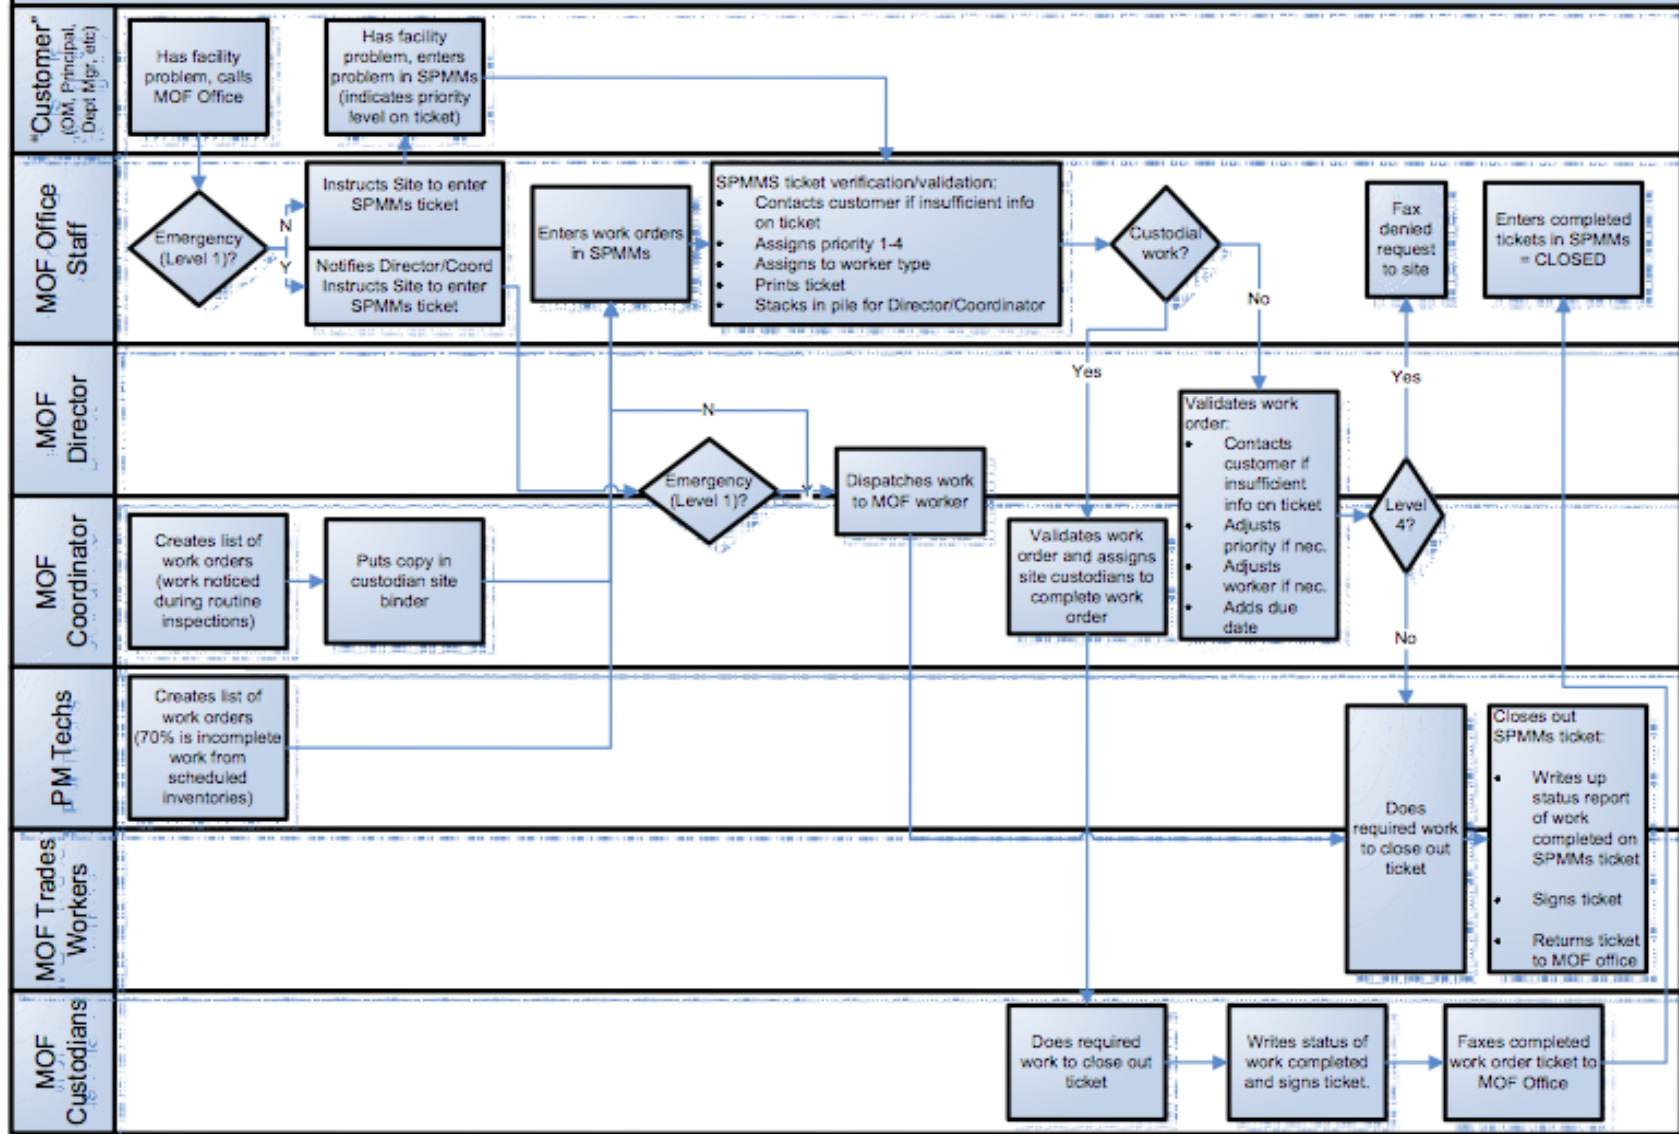 "Customer"
(OM, Principal,
Dept Mgr, etc)
Has facility
problem, calls
MOF Office
Has facility
problem, enters
problem in SPMMs
(indicates priority
level on ticket)
MOF Office
Staff
Emergency
(Level 1)?
N
Y
Instructs Site to enter
SPMMs ticket
Notifies Director/Coord
Instructs Site to enter
SPMMs ticket
Enters work orders
in SPMMs
SPMMS ticket verification/validation:
• Contacts customer if insufficient info
on ticket
• Assigns priority 1-4
• Assigns to worker type
• Prints ticket
• Stacks in pile for Director/Coordinator
Custodial
work?
No
Yes
Fax
denied
request
to site
Enters completed
tickets in SPMMs
= CLOSED
MOF
Director
N
Emergency
(Level 1)?
Y
Dispatches work
to MOF worker
Validates work
order:
• Contacts
customer if
insufficient
info on ticket
• Adjusts
priority if nec.
• Adjusts
worker if nec.
• Adds due
date
Yes
Level
4?
No
MOF
Coordinator
Creates list of
work orders
(work noticed
during routine
inspections)
Puts copy in
custodian site
binder
Validates work
order and assigns
site custodians to
complete work
order
PM Techs
Creates list of
work orders
(70% is incomplete
work from
scheduled
inventories)
Does
required work
to close out
ticket
Closes out
SPMMs ticket:
• Writes up
status report
of work
completed on
SPMMs ticket
• Signs ticket
• Returns ticket
to MOF office
MOF Trades
Workers
MOF
Custodians
Does required
work to close out
ticket
Writes status of
work completed
and signs ticket.
Faxes completed
work order ticket to
MOF Office